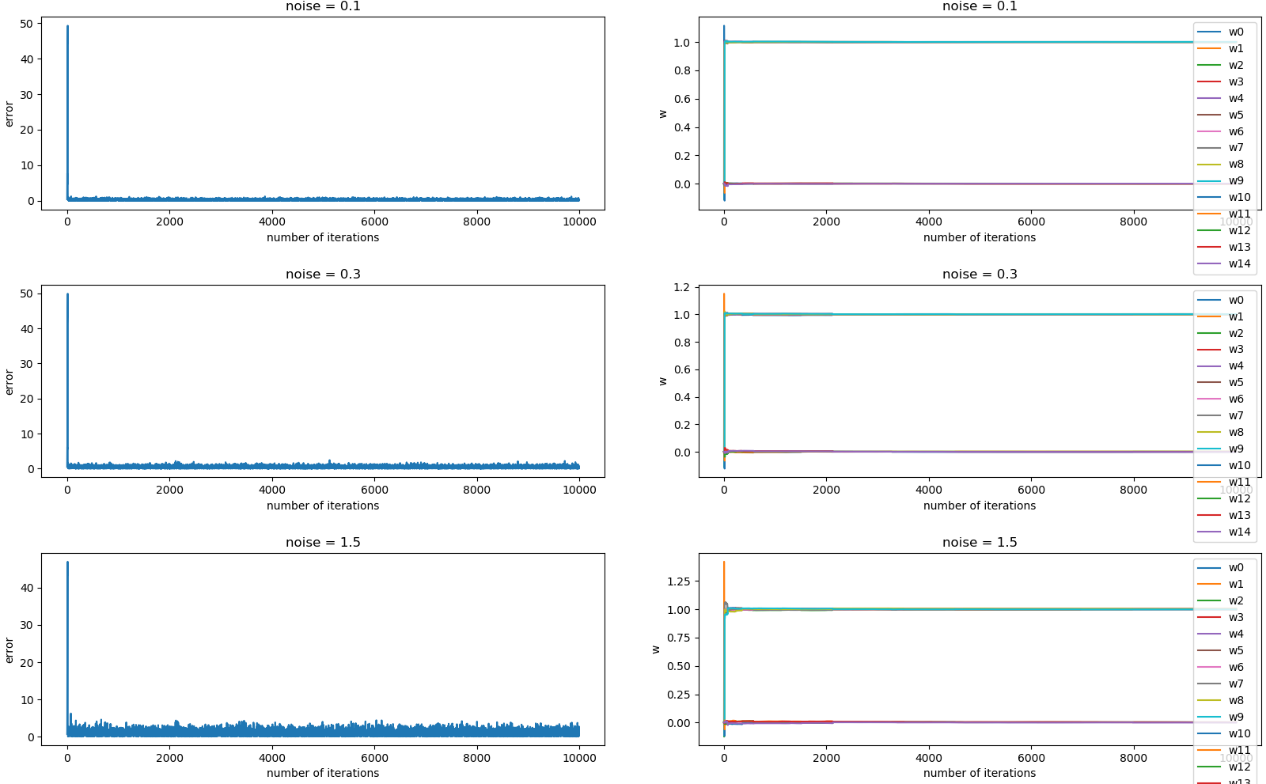 noise = 0.1
50
40
30
20
10
0
error
0 2000 4000 6000 8000 10000
number of iterations
noise = 0.1
1.0
0.8
0.6
0.4
0.2
0.0
w
0 2000 4000 6000 8000 10000
number of iterations
w0
w1
w2
w3
w4
w5
w6
w7
w8
w9
w10
w11
w12
w13
w14
noise = 0.3
50
40
30
20
10
0
error
0 2000 4000 6000 8000 10000
number of iterations
noise = 0.3
1.2
1.0
0.8
0.6
0.4
0.2
0.0
w
0 2000 4000 6000 8000 10000
number of iterations
w0
w1
w2
w3
w4
w5
w6
w7
w8
w9
w10
w11
w12
w13
w14
noise = 1.5
40
30
20
10
0
error
0 2000 4000 6000 8000 10000
number of iterations
noise = 1.5
1.25
1.00
0.75
0.50
0.25
0.00
w
0 2000 4000 6000 8000
number of iterations
w0
w1
w2
w3
w4
w5
w6
w7
w8
w9
w10
w11
w12
w13